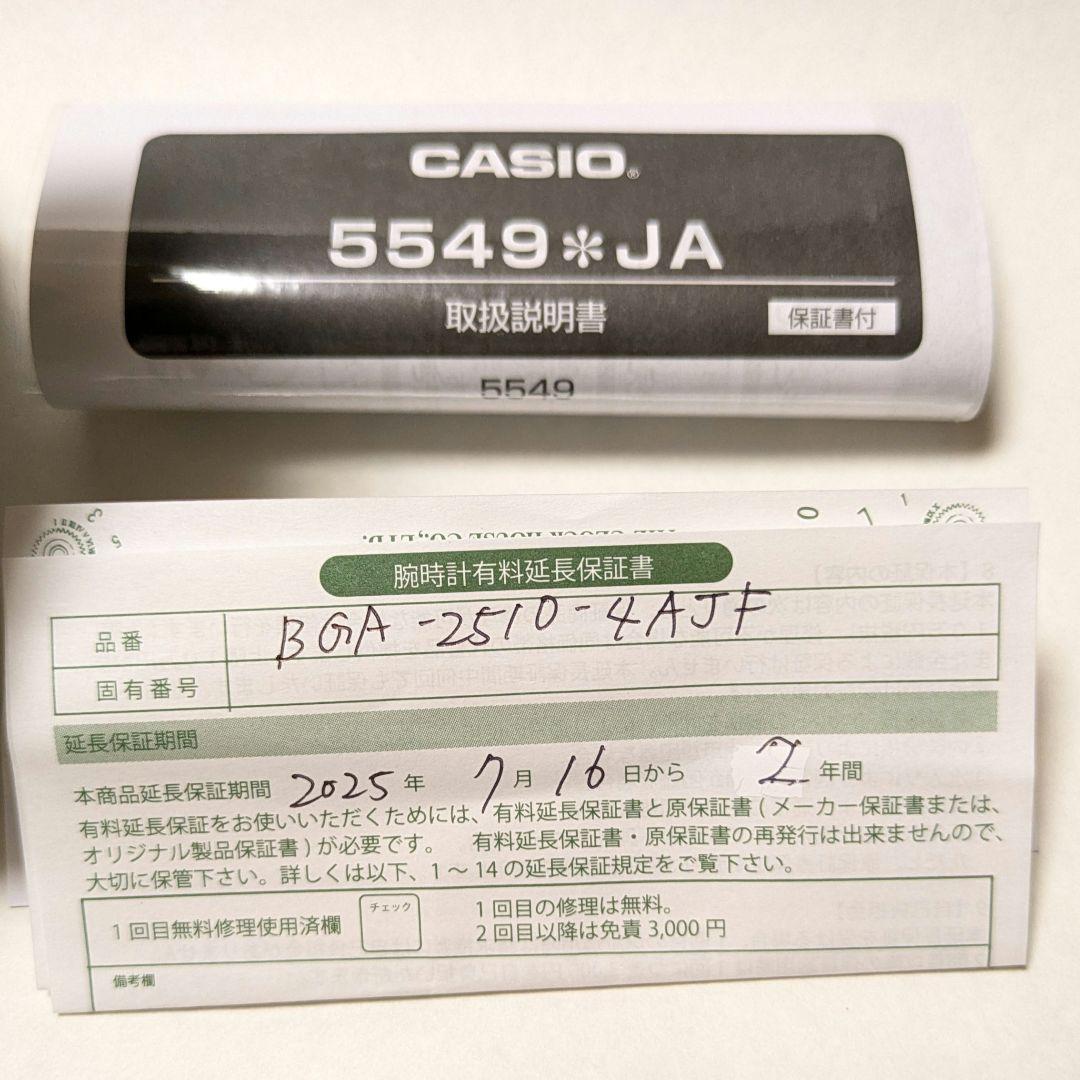 CASIO®
5549＊JA
取扱説明書 保証書付
5549
THE CLOCK HOUSE CO.,LTD.
腕時計有料延長保証書
品番 BGA-2510-4AJF
固有番号
延長保証期間
本商品延長保証期間 2025 年 7 月 16 日から 2 年間
有料延長保証をお使いいただくためには、有料延長保証書と原保証書(メーカー保証書または、
オリジナル製品保証書)が必要です。 有料延長保証書・原保証書の再発行は出来ませんので、
大切に保管下さい。詳しくは以下、1～14の延長保証規定をご覧下さい。
1回目無料修理使用済欄 チェック 1回目の修理は無料。
2回目以降は免責 3,000 円
備考欄